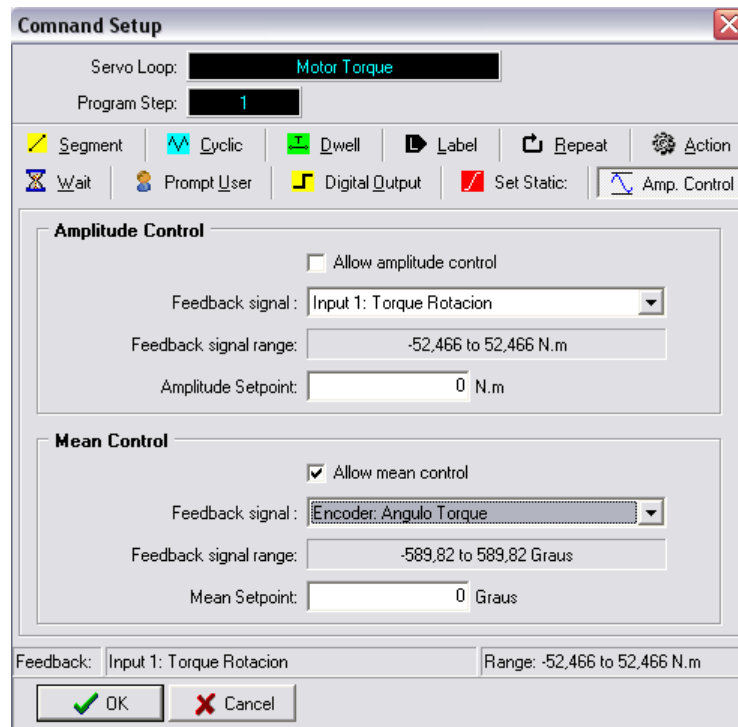 Command Setup
Servo Loop: Motor Torque
Program Step: 1
Segment Cyclic Dwell Label Repeat Action
Wait Prompt User Digital Output Set Static: Amp. Control
Amplitude Control
Allow amplitude control
Feedback signal : Input 1: Torque Rotacion
Feedback signal range: -52,466 to 52,466 N.m
Amplitude Setpoint: 0 N.m
Mean Control
Allow mean control
Feedback signal : Encoder: Angulo Torque
Feedback signal range: -589,82 to 589,82 Graus
Mean Setpoint: 0 Graus
Feedback: Input 1: Torque Rotacion Range: -52,466 to 52,466 N.m
OK Cancel